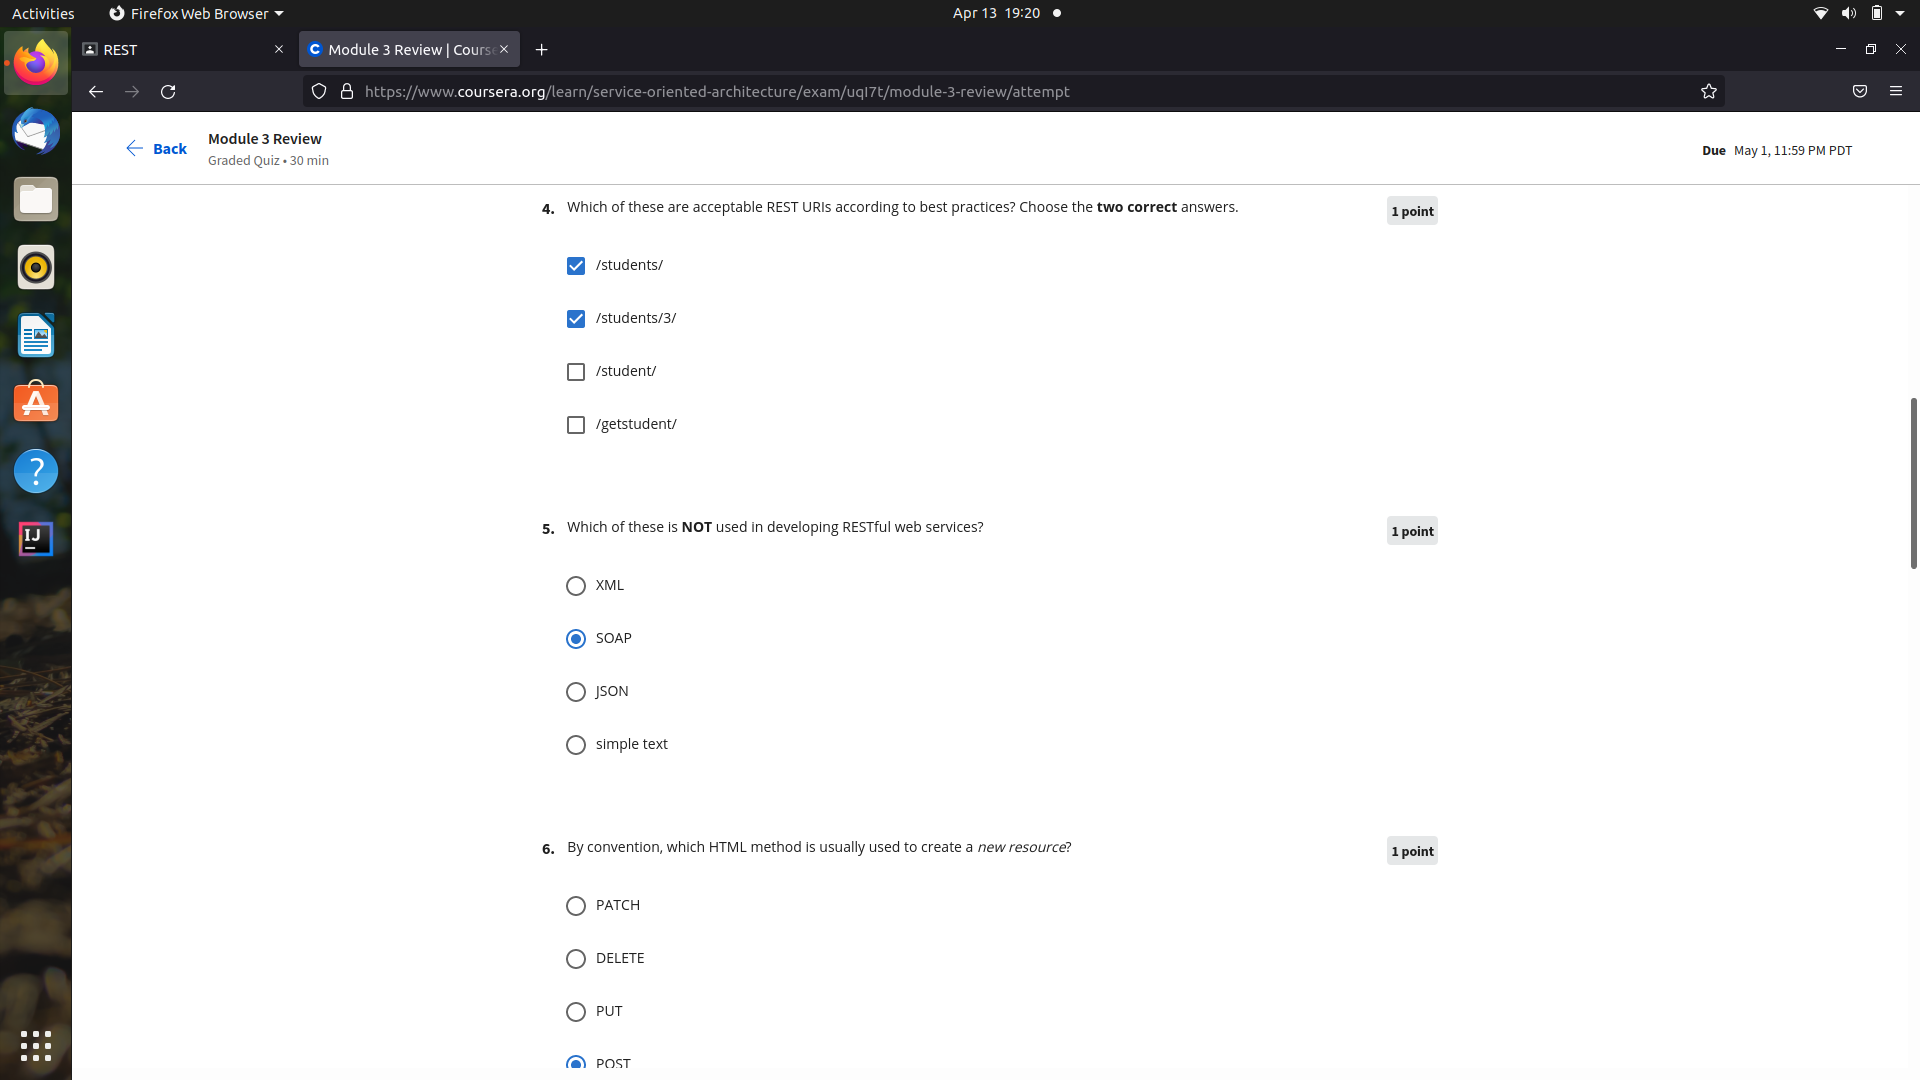 Activities
Firefox Web Browser
Apr 13 19:20
REST
Module 3 Review | Cours
https://www.coursera.org/learn/service-oriented-architecture/exam/uqI7t/module-3-review/attempt
Back
Module 3 Review
Graded Quiz • 30 min
Due May 1, 11:59 PM PDT
4. Which of these are acceptable REST URIs according to best practices? Choose the two correct answers.
1 point
/students/
/students/3/
/student/
/getstudent/
5. Which of these is NOT used in developing RESTful web services?
1 point
XML
SOAP
JSON
simple text
6. By convention, which HTML method is usually used to create a new resource?
1 point
PATCH
DELETE
PUT
POST